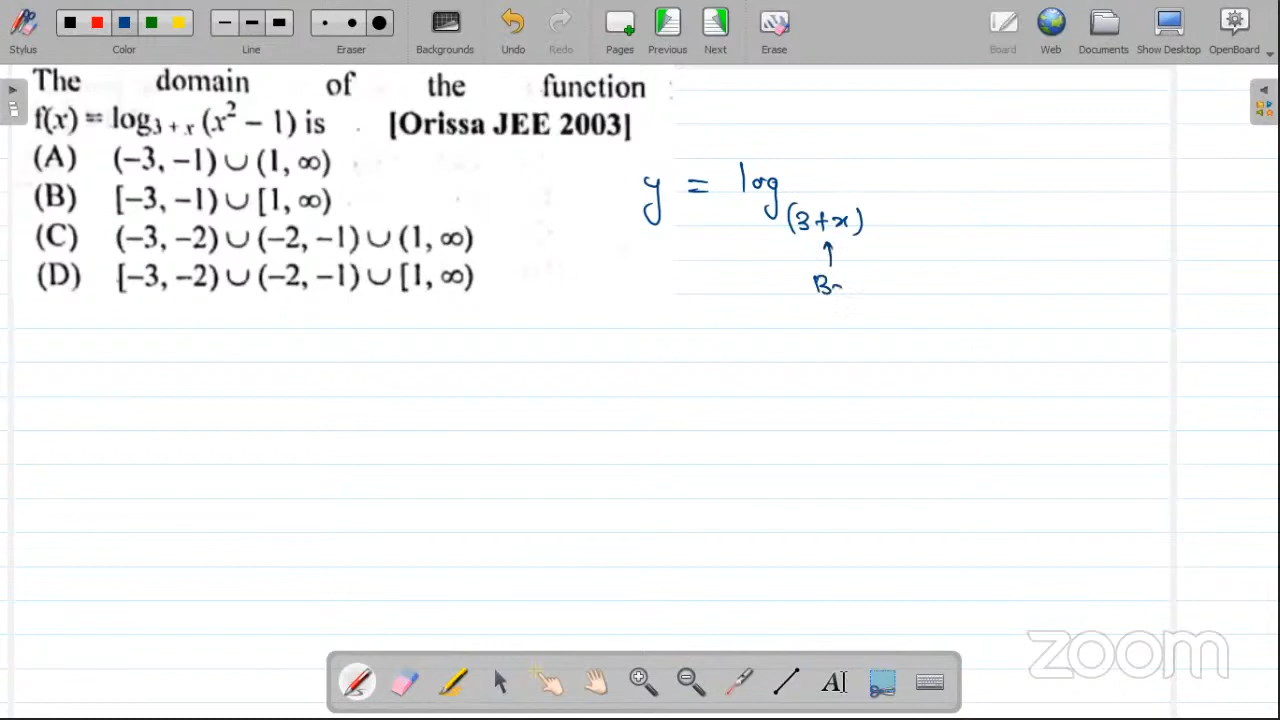 Stylus Color Line Eraser Backgrounds Undo Redo Pages Previous Next Erase Board Web Documents Show Desktop OpenBoard
The domain of the function
f(x) = log₃ ₊ ₓ (x² − 1) is [Orissa JEE 2003]
(A) (−3, −1) ∪ (1, ∞)
(B) [−3, −1) ∪ [1, ∞)
(C) (−3, −2) ∪ (−2, −1) ∪ (1, ∞)
(D) [−3, −2) ∪ (−2, −1) ∪ [1, ∞)
y = log
(3+x)
↑
zoom